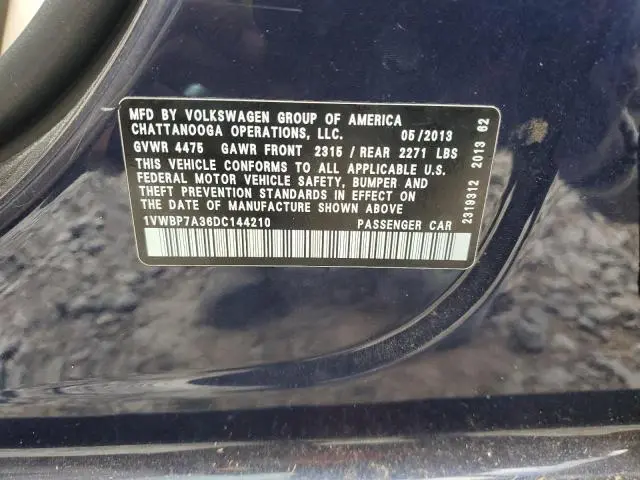 MFD BY VOLKSWAGEN GROUP OF AMERICA
CHATTANOOGA OPERATIONS, LLC. 05/2013
GVWR 4475 GAWR FRONT 2315/REAR 2271 LBS
THIS VEHICLE CONFORMS TO ALL APPLICABLE U.S.
FEDERAL MOTOR VEHICLE SAFETY, BUMPER AND
THEFT PREVENTION STANDARDS IN EFFECT ON
THE DATE OF MANUFACTURE SHOWN ABOVE
1VWBP7A36DC144210 PASSENGER CAR
2319312 2013 62